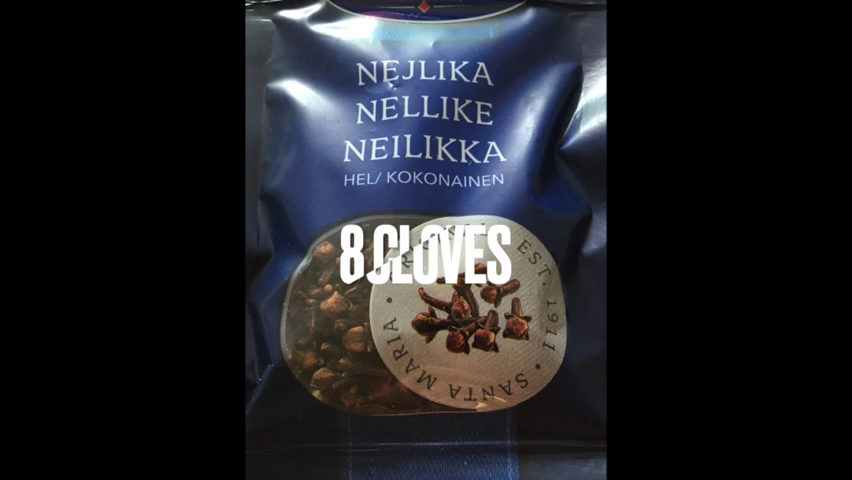 NEJLIKA
NELLIKE
NEILIKKA
HEL/ KOKONAINEN
8 CLOVES
EST. 1911 • SANTA MARIA •